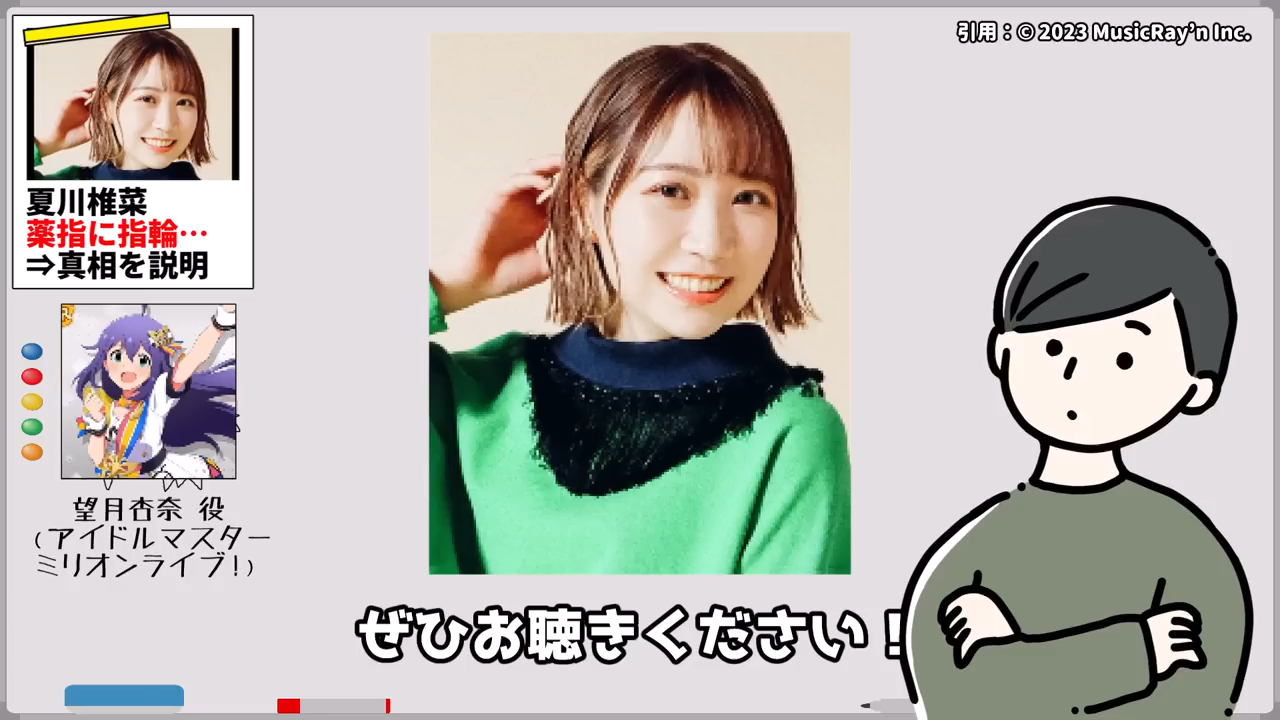 引用：© 2023 MusicRay’n Inc.
夏川椎菜
薬指に指輪…
⇒真相を説明
望月杏奈 役
(アイドルマスター
ミリオンライブ!)
ぜひお聴きください！